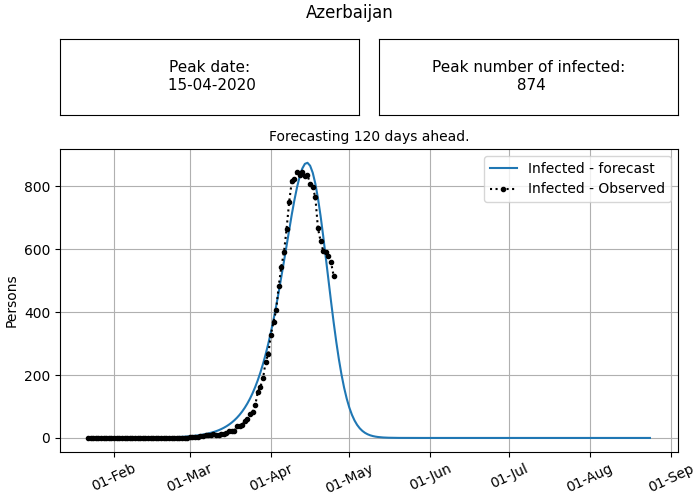 Azerbaijan
Peak date:
15-04-2020
Peak number of infected:
874
Forecasting 120 days ahead.
Infected - forecast
Infected - Observed
Persons
800
600
400
200
0
01-Feb
01-Mar
01-Apr
01-May
01-Jun
01-Jul
01-Aug
01-Sep